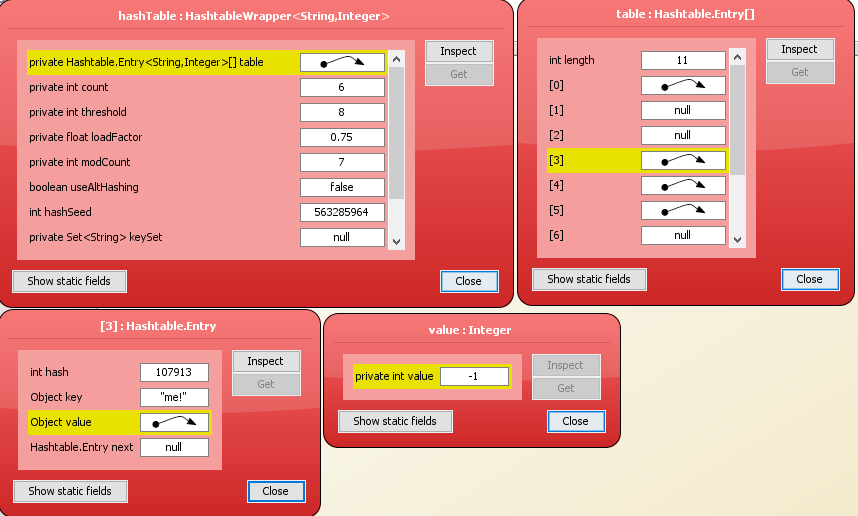 hashTable : HashtableWrapper<String,Integer>
private Hashtable.Entry<String,Integer>[] table
private int count 6
private int threshold 8
private float loadFactor 0.75
private int modCount 7
boolean useAltHashing false
int hashSeed 563285964
private Set<String> keySet null
Inspect
Get
Show static fields
Close
table : Hashtable.Entry[]
int length 11
[0]
[1] null
[2] null
[3]
[4]
[5]
[6] null
Inspect
Get
Show static fields
Close
[3] : Hashtable.Entry
int hash 107913
Object key "me!"
Object value
Hashtable.Entry next null
Inspect
Get
Show static fields
Close
value : Integer
private int value -1
Inspect
Get
Show static fields
Close